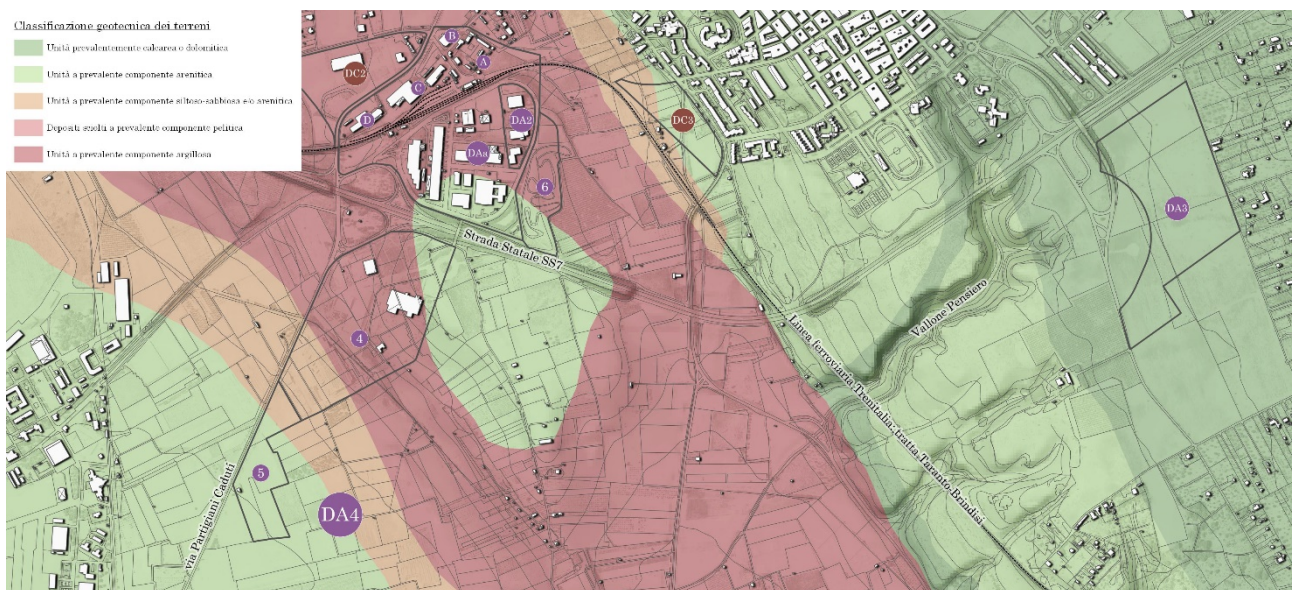 Classificazione geotecnica dei terreni
Unità prevalentemente calcarea o dolomitica
Unità a prevalente componente arenitica
Unità a prevalente componente siltoso-sabbiosa e/o arenitica
Depositi sciolti a prevalente componente pelitica
Unità a prevalente componente argillosa
B
A
DC2
C
D
DA2
DAa
DC3
6
DA3
Strada Statale SS7
Vallone Pensiero
Linea ferroviaria Trenitalia-tratta Taranto-Brindisi
4
5
DA4
via Partigiani Caduti